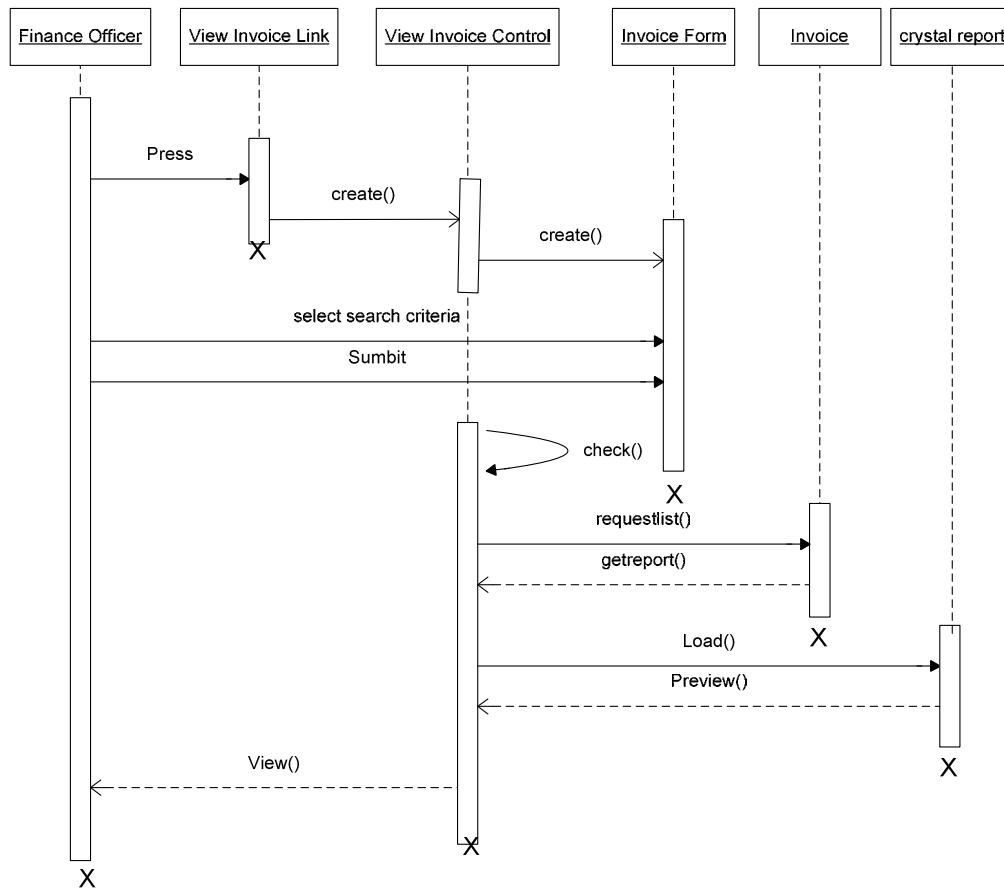 Finance Officer
View Invoice Link
View Invoice Control
Invoice Form
Invoice
crystal report
Press
create()
create()
select search criteria
Sumbit
check()
requestlist()
getreport()
Load()
Preview()
View()
X
X
X
X
X
X